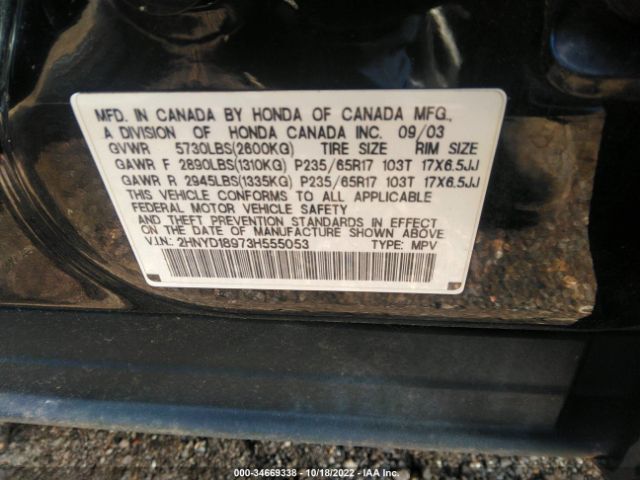 MFD. IN CANADA BY HONDA OF CANADA MFG.,
A DIVISION OF HONDA CANADA INC. 09/03
GVWR 5730LBS(2600KG) TIRE SIZE RIM SIZE
GAWR F 2890LBS(1310KG) P235/65R17 103T 17X6.5JJ
GAWR R 2945LBS(1335KG) P235/65R17 103T 17X6.5JJ
THIS VEHICLE CONFORMS TO ALL APPLICABLE
FEDERAL MOTOR VEHICLE SAFETY
AND THEFT PREVENTION STANDARDS IN EFFECT
ON THE DATE OF MANUFACTURE SHOWN ABOVE.
V.I.N.: 2HNYD18973H555053 TYPE: MPV
000-34669338 - 10/18/2022 - IAA Inc.